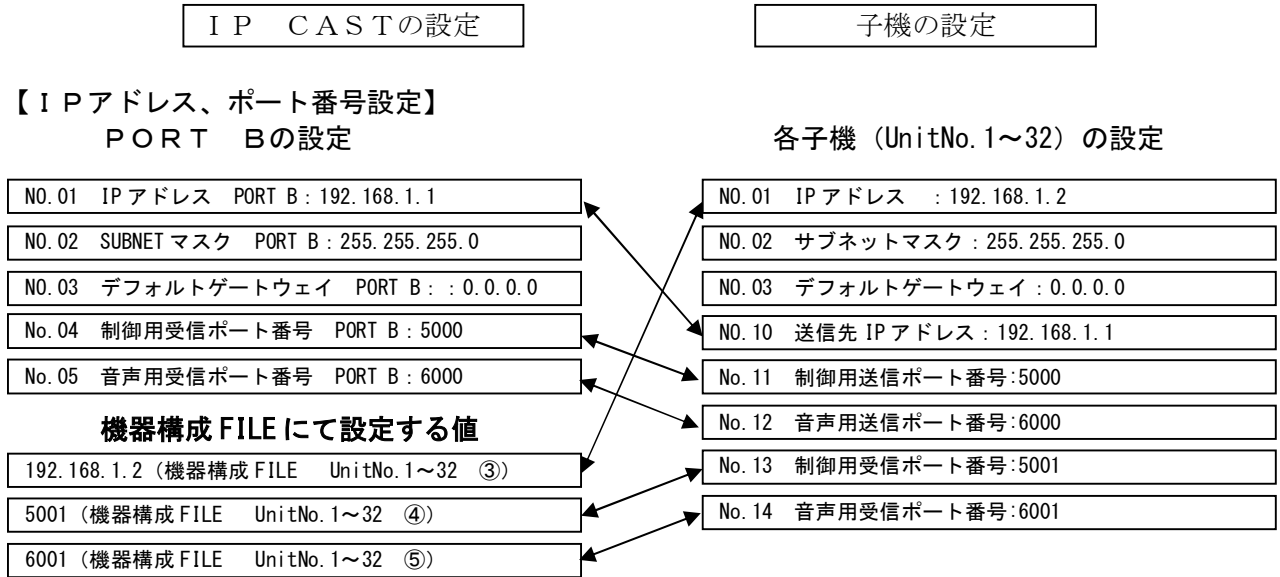 ＩＰ　ＣＡＳＴの設定
子機の設定
【ＩＰアドレス、ポート番号設定】
ＰＯＲＴ　Ｂの設定
各子機（UnitNo.1～32）の設定
NO.01　IPアドレス　PORT B：192.168.1.1
NO.02　SUBNETマスク　PORT B：255.255.255.0
NO.03　デフォルトゲートウェイ　PORT B：：0.0.0.0
No.04　制御用受信ポート番号　PORT B：5000
No.05　音声用受信ポート番号　PORT B：6000
機器構成FILEにて設定する値
192.168.1.2（機器構成FILE　UnitNo.1～32　③）
5001（機器構成FILE　UnitNo.1～32　④）
6001（機器構成FILE　UnitNo.1～32　⑤）
NO.01　IPアドレス　：192.168.1.2
NO.02　サブネットマスク：255.255.255.0
NO.03　デフォルトゲートウェイ：0.0.0.0
NO.10　送信先IPアドレス：192.168.1.1
No.11　制御用送信ポート番号:5000
No.12　音声用送信ポート番号:6000
No.13　制御用受信ポート番号:5001
No.14　音声用受信ポート番号:6001